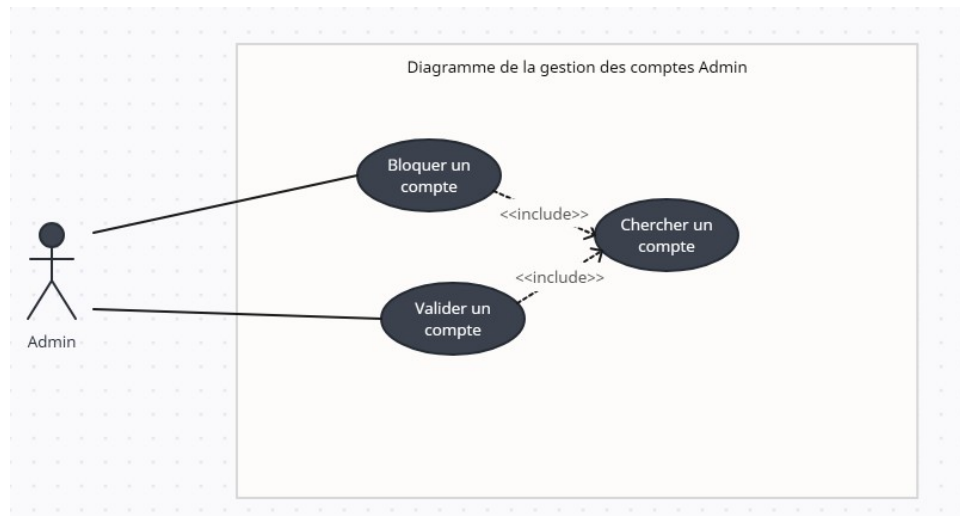 Diagramme de la gestion des comptes Admin
Bloquer un
compte
<<include>>
Chercher un
compte
<<include>>
Valider un
compte
Admin